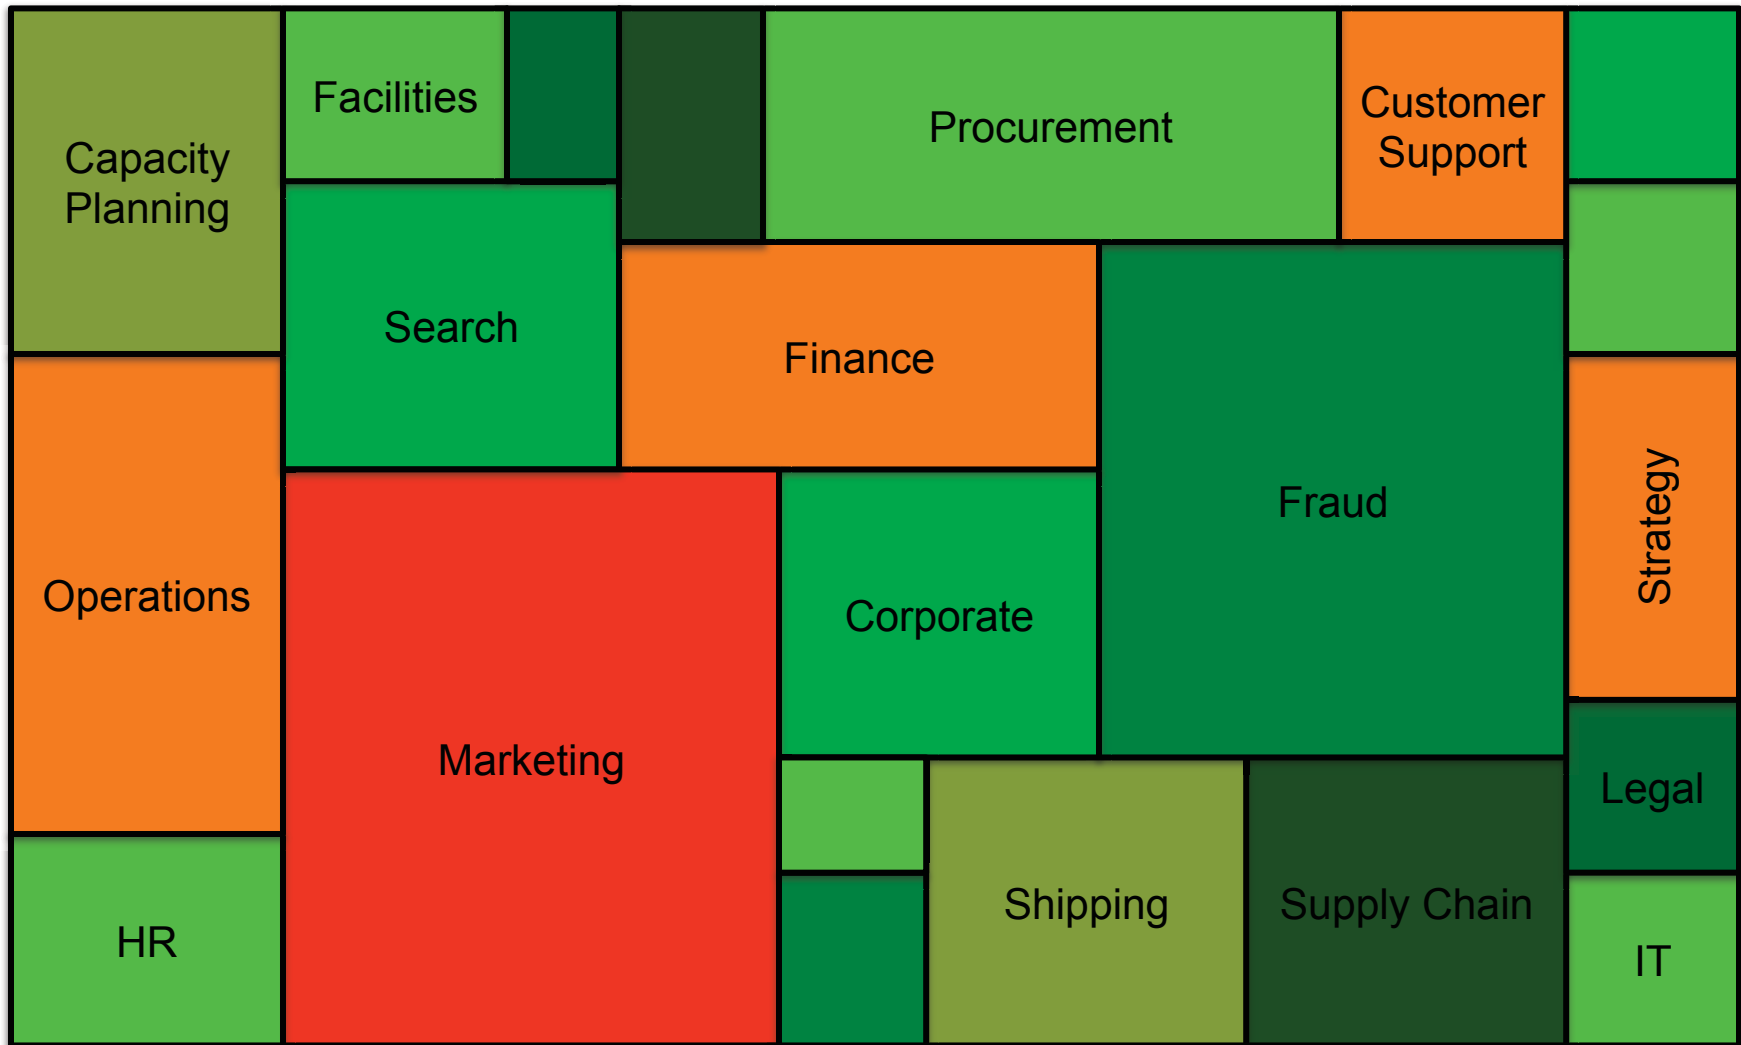 Capacity
Planning
Facilities
Procurement
Customer
Support
Search
Finance
Fraud
Strategy
Operations
Corporate
Marketing
Legal
Shipping
Supply Chain
HR
IT